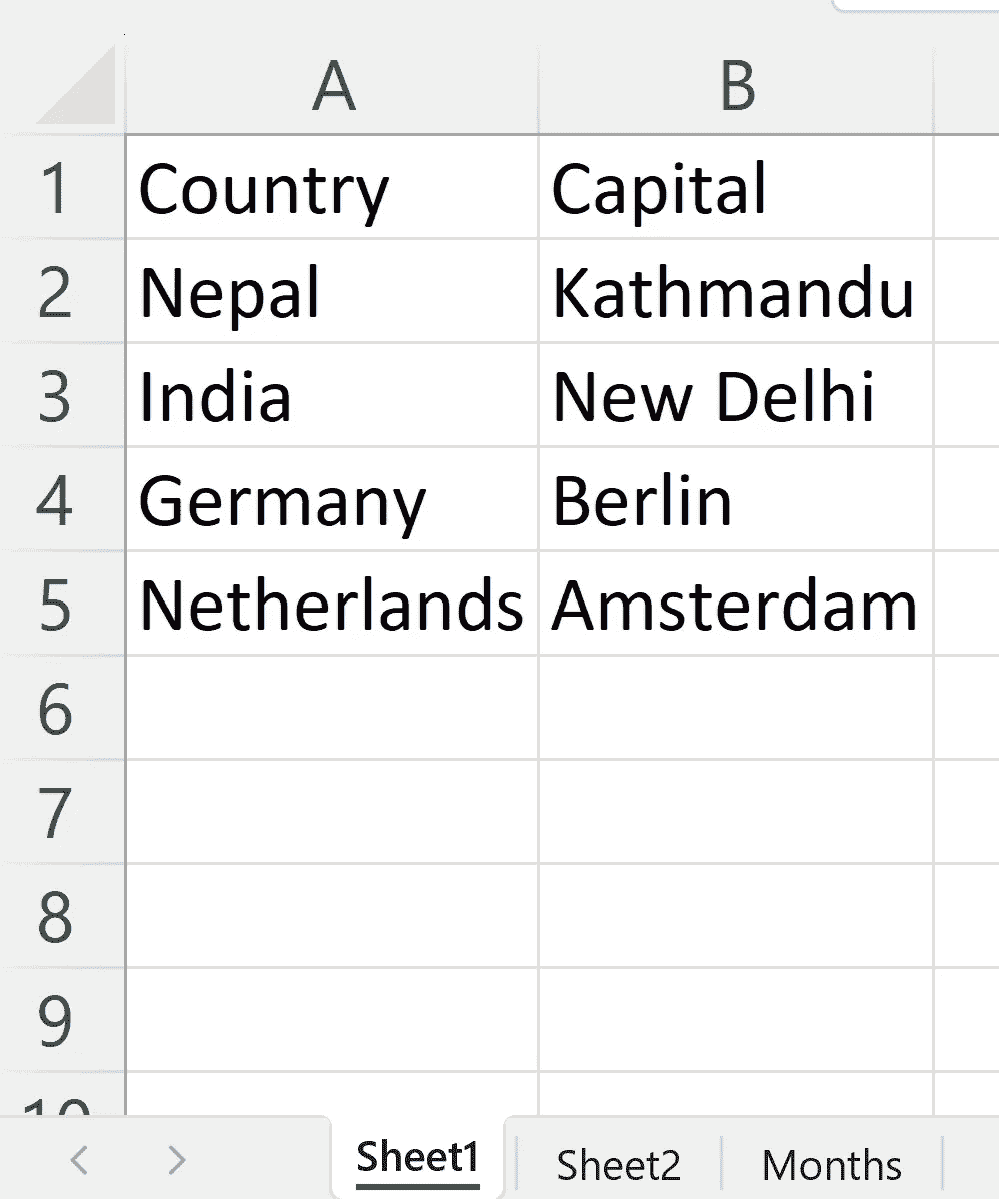 A B
1 Country Capital
2 Nepal Kathmandu
3 India New Delhi
4 Germany Berlin
5 Netherlands Amsterdam
6
7
8
9
10
Sheet1 Sheet2 Months